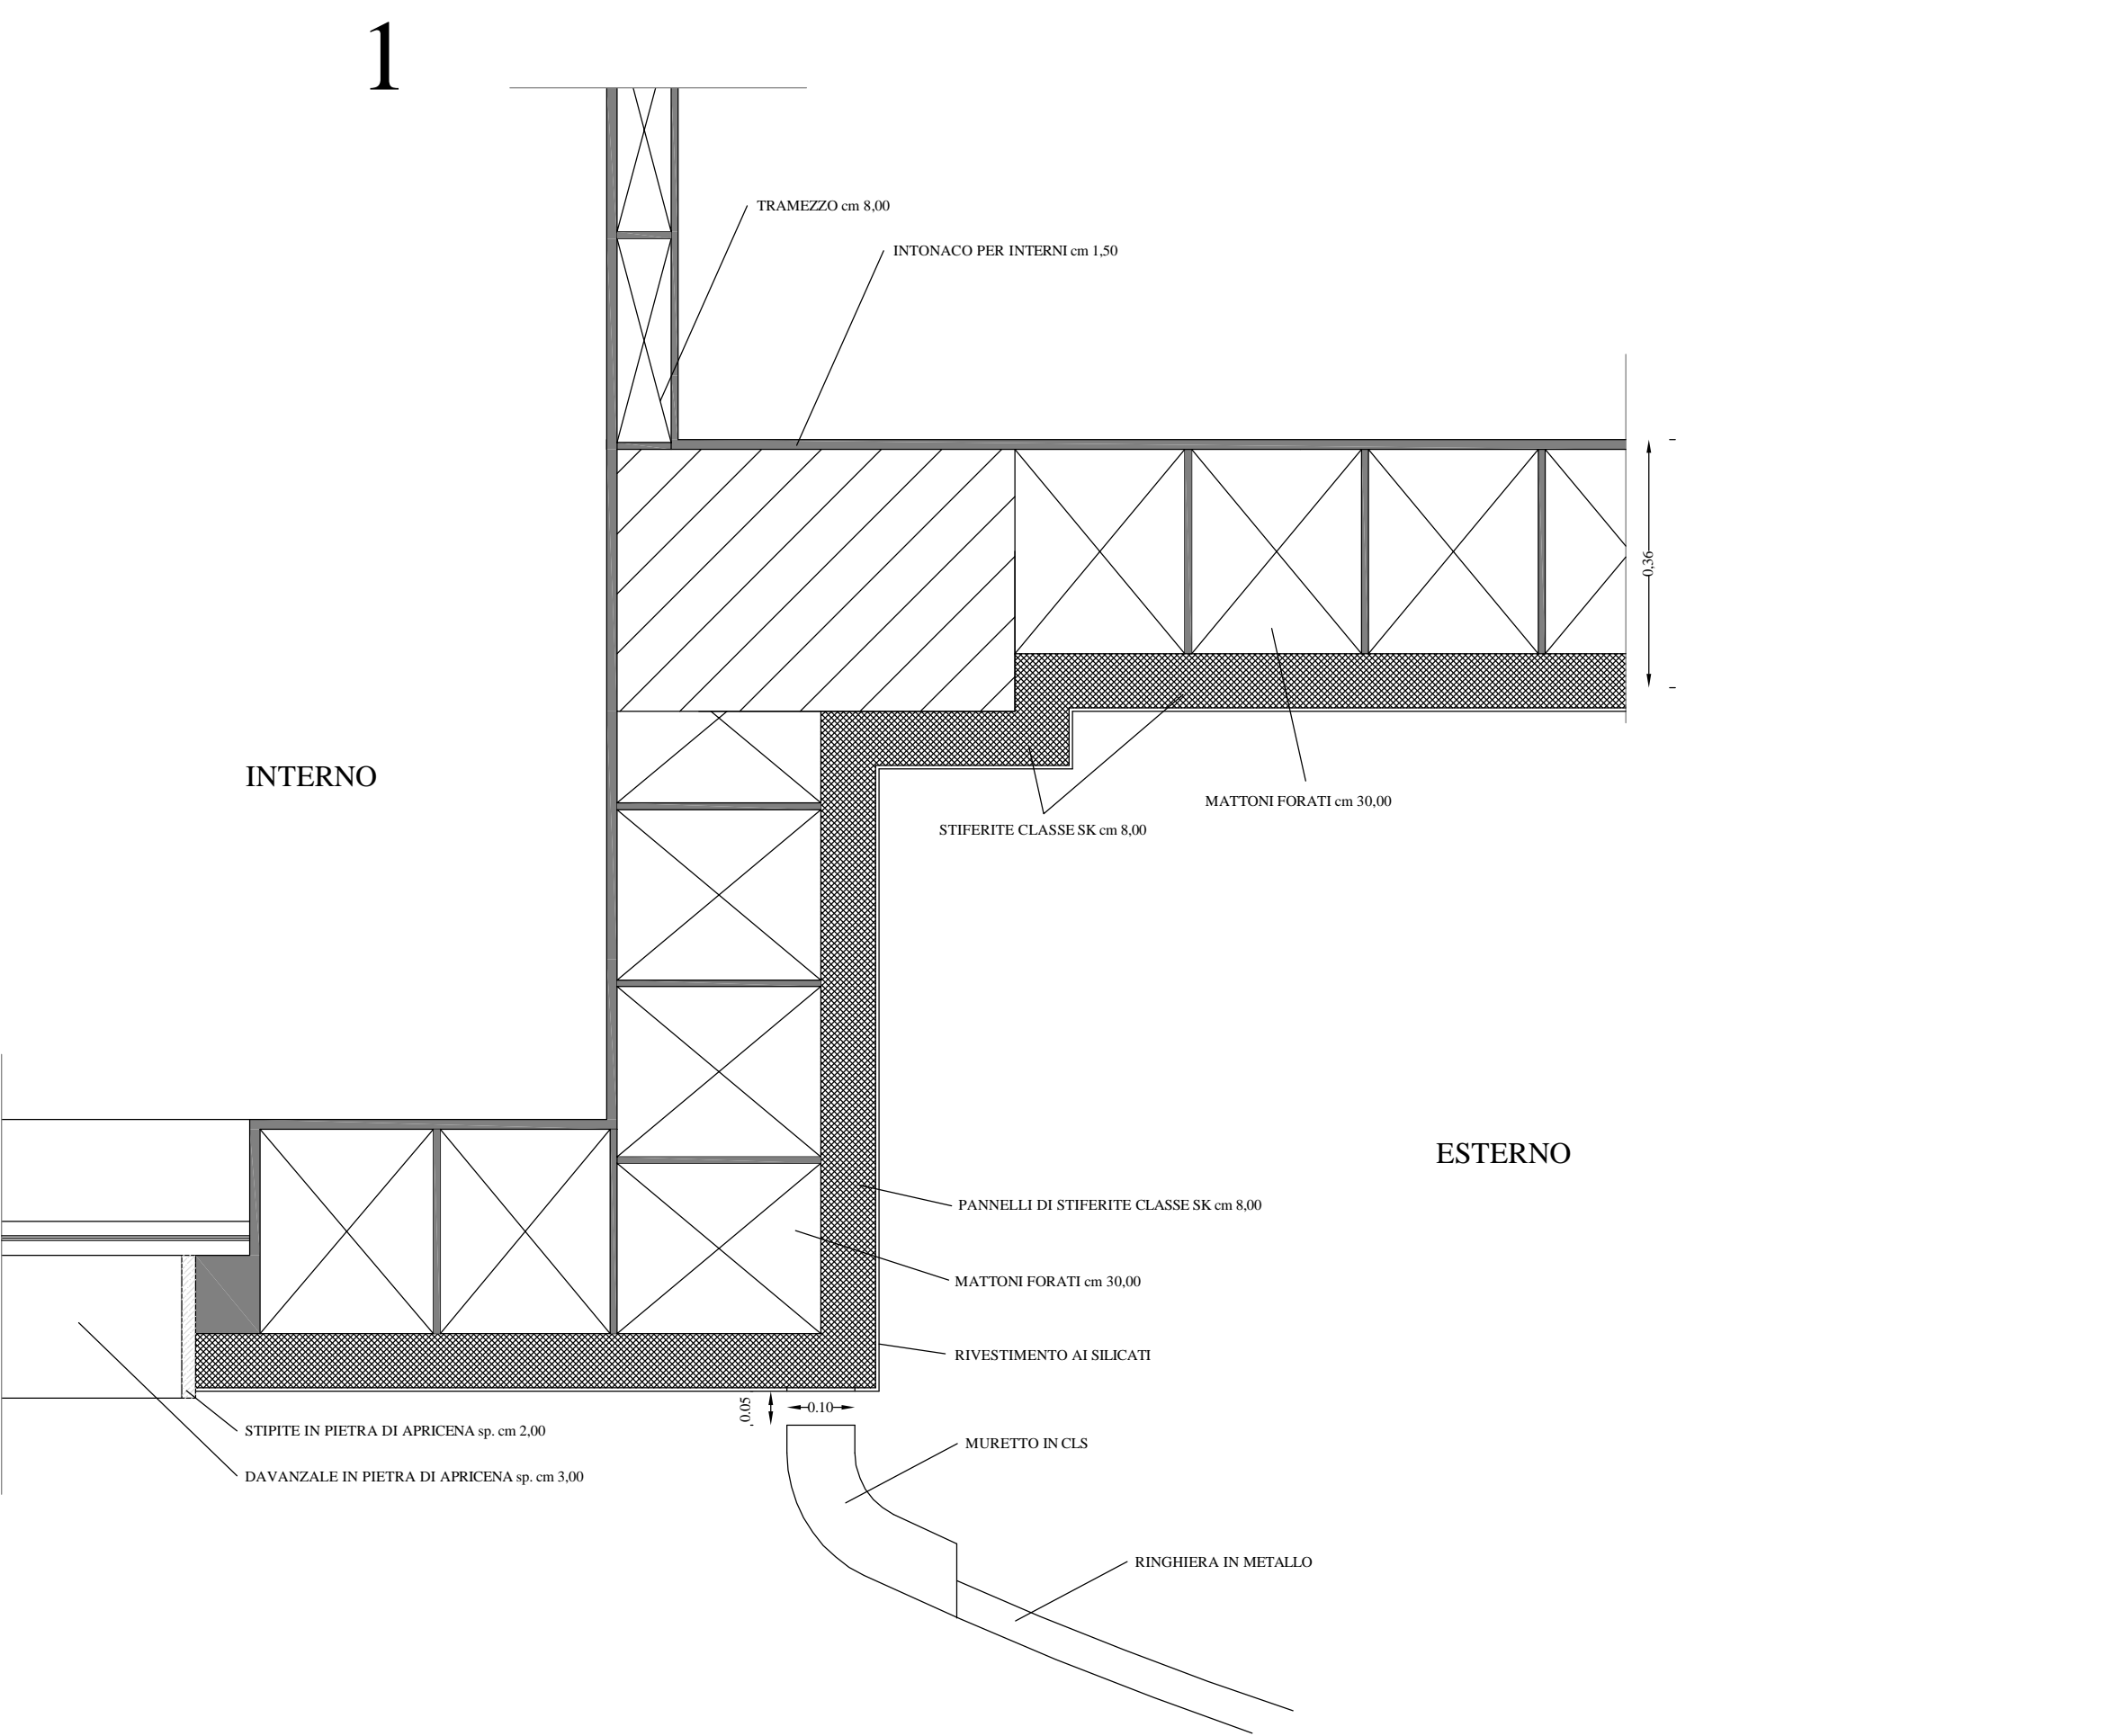 1
TRAMEZZO cm 8,00
INTONACO PER INTERNI cm 1,50
0,36
INTERNO
MATTONI FORATI cm 30,00
STIFERITE CLASSE SK cm 8,00
ESTERNO
PANNELLI DI STIFERITE CLASSE SK cm 8,00
MATTONI FORATI cm 30,00
RIVESTIMENTO AI SILICATI
0.05
0.10
STIPITE IN PIETRA DI APRICENA sp. cm 2,00
MURETTO IN CLS
DAVANZALE IN PIETRA DI APRICENA sp. cm 3,00
RINGHIERA IN METALLO